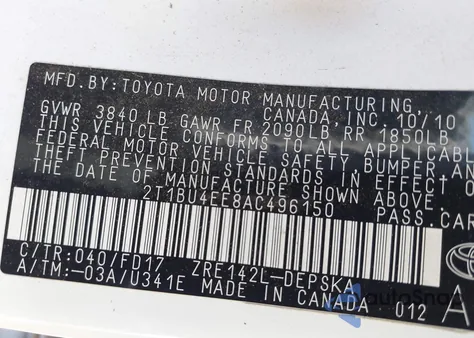 MFD.BY:TOYOTA MOTOR MANUFACTURING
CANADA, INC. 10/10
GVWR 3840 LB GAWR FR 2090LB RR 1850LB
THIS VEHICLE CONFORMS TO ALL APPLICABL
FEDERAL MOTOR VEHICLE SAFETY, BUMPER, AN
THEFT PREVENTION STANDARDS IN EFFECT
THE DATE OF MANUFACTURE SHOWN ABOVE.
2T1BU4EE8AC496150 PASS.CAR
C/TR:040/FD17 ZRE142L-DEPSKA
A/TM:-03A/U341E MADE IN CANADA 012 A
AutoSnap